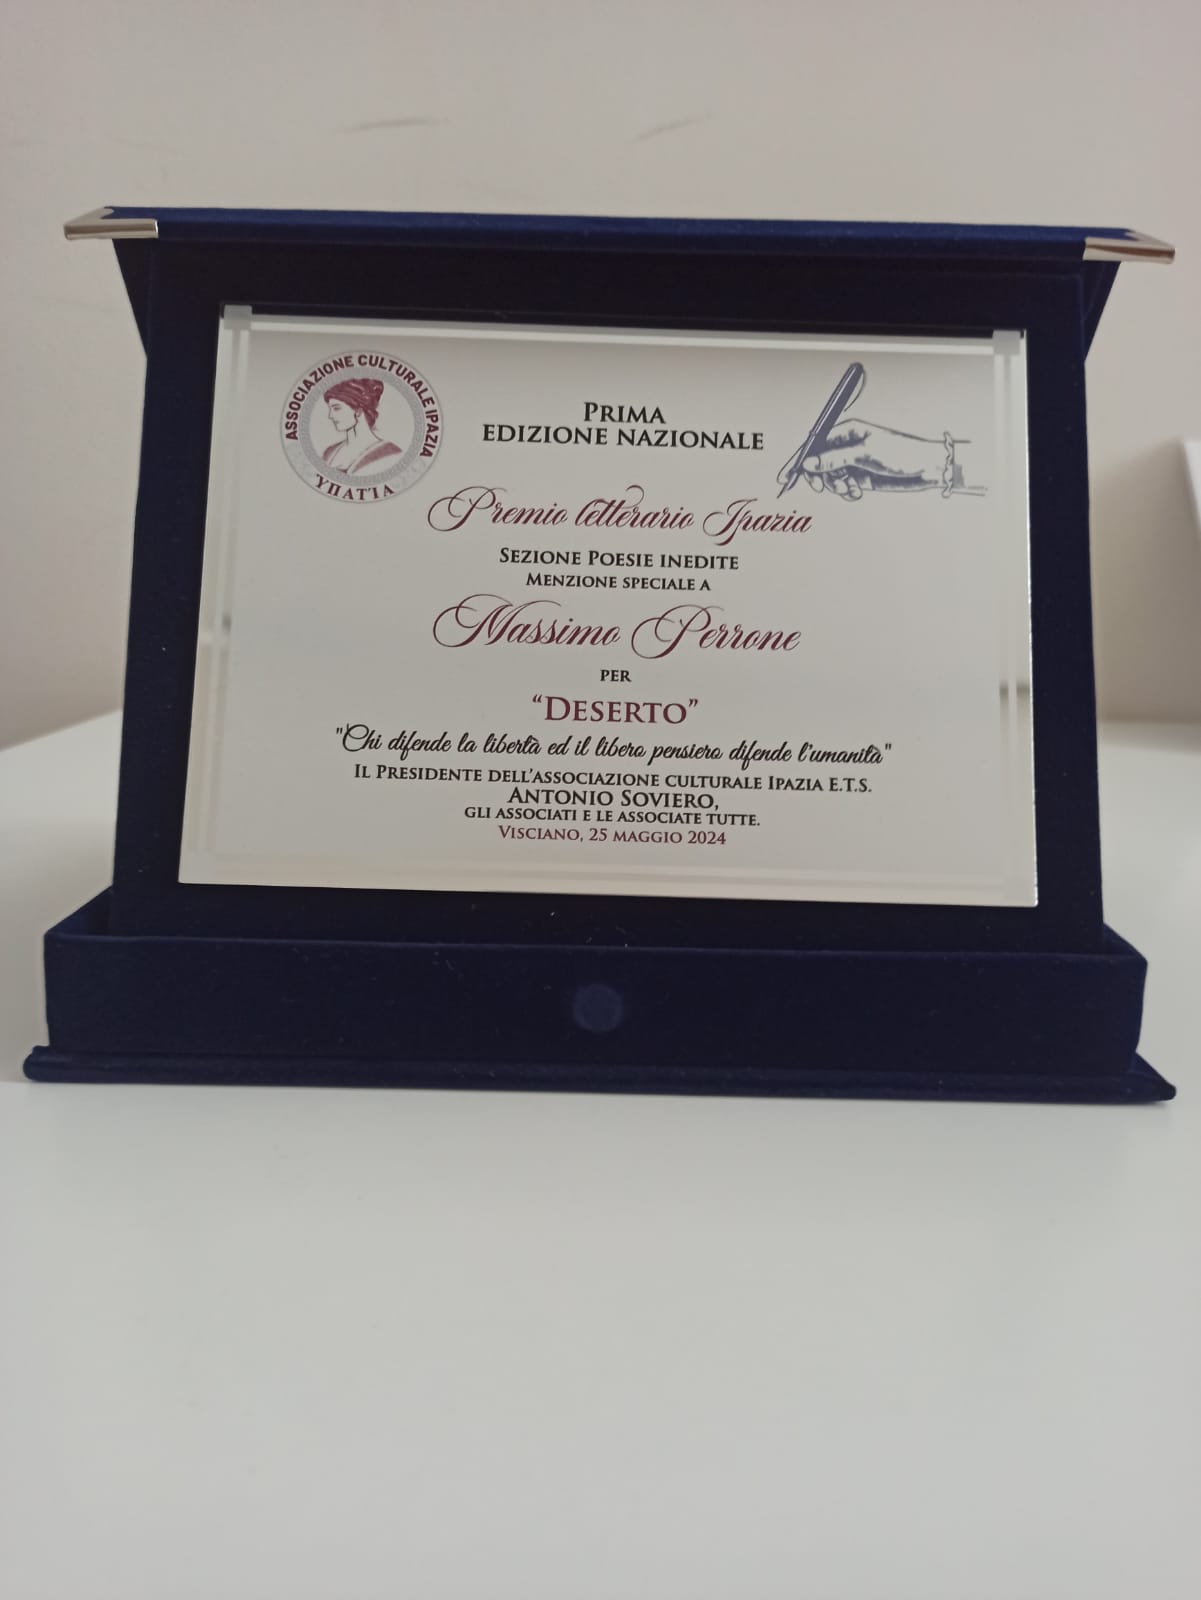 ASSOCIAZIONE CULTURALE IPAZIA
ΥΠΑΤΙΑ
PRIMA
EDIZIONE NAZIONALE
Premio letterario Ipazia
SEZIONE POESIE INEDITE
MENZIONE SPECIALE A
Massimo Perrone
PER
“DESERTO”
"Chi difende la libertà ed il libero pensiero difende l'umanità"
IL PRESIDENTE DELL'ASSOCIAZIONE CULTURALE IPAZIA E.T.S.
ANTONIO SOVIERO,
GLI ASSOCIATI E LE ASSOCIATE TUTTE.
VISCIANO, 25 MAGGIO 2024